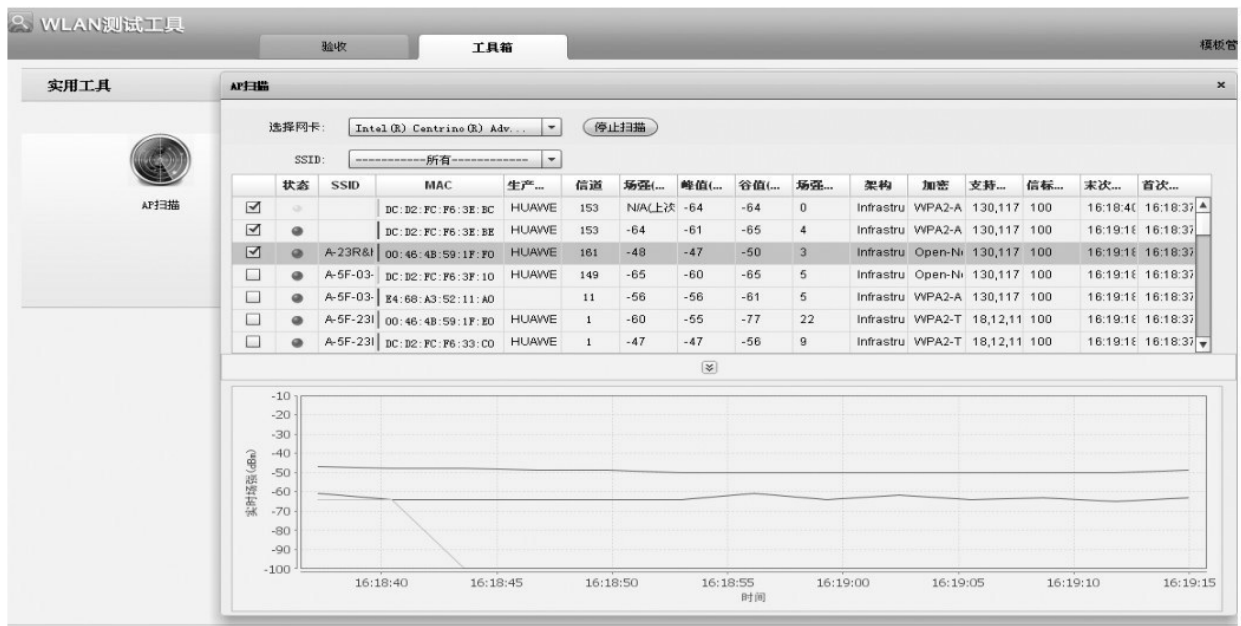 WLAN测试工具
验收 工具箱 模板管
实用工具 AP扫描 ×
选择网卡: Intel(R) Centrino(R) Adv... 停止扫描
SSID: -----------所有------------
AP扫描
状态 SSID MAC 生产... 信道 场强(... 峰值(... 谷值(... 场强... 架构 加密 支持... 信标... 末次... 首次...
DC:D2:FC:F6:3E:BC HUAWE 153 N/A(上次 -64 -64 0 Infrastru WPA2-A 130,117 100 16:18:4( 16:18:37
DC:D2:FC:F6:3E:BE HUAWE 153 -64 -61 -65 4 Infrastru WPA2-A 130,117 100 16:19:18 16:18:37
A-23R&I 00:46:4B:59:1F:F0 HUAWE 161 -48 -47 -50 3 Infrastru Open-N 130,117 100 16:19:18 16:18:37
A-5F-03- DC:D2:FC:F6:3F:10 HUAWE 149 -65 -60 -65 5 Infrastru Open-N 130,117 100 16:19:18 16:18:37
A-5F-03- E4:68:A3:52:11:A0 11 -56 -56 -61 5 Infrastru WPA2-A 130,117 100 16:19:18 16:18:37
A-5F-23I 00:46:4B:59:1F:E0 HUAWE 1 -60 -55 -77 22 Infrastru WPA2-T 18,12,11 100 16:19:18 16:18:37
A-5F-23I DC:D2:FC:F6:33:C0 HUAWE 1 -47 -47 -56 9 Infrastru WPA2-T 18,12,11 100 16:19:18 16:18:37
实时场强(dBm)
-10
-20
-30
-40
-50
-60
-70
-80
-90
-100
16:18:40 16:18:45 16:18:50 16:18:55 16:19:00 16:19:05 16:19:10 16:19:15
时间